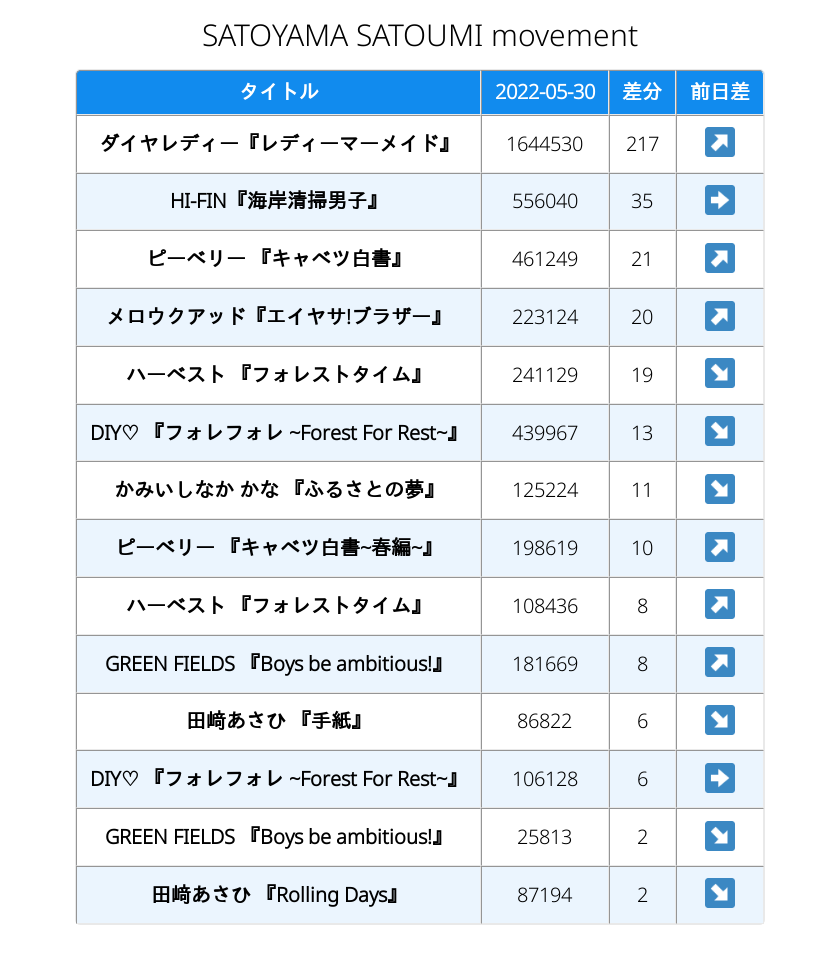 SATOYAMA SATOUMI movement
タイトル 2022-05-30 差分 前日差
ダイヤレディー『レディーマーメイド』 1644530 217 ↗
HI-FIN『海岸清掃男子』 556040 35 ➡
ピーベリー 『キャベツ白書』 461249 21 ↗
メロウクアッド『エイヤサ!ブラザー』 223124 20 ↗
ハーベスト 『フォレストタイム』 241129 19 ↘
DIY♡ 『フォレフォレ ~Forest For Rest~』 439967 13 ↘
かみいしなか かな 『ふるさとの夢』 125224 11 ↘
ピーベリー 『キャベツ白書~春編~』 198619 10 ↗
ハーベスト 『フォレストタイム』 108436 8 ↗
GREEN FIELDS 『Boys be ambitious!』 181669 8 ↗
田﨑あさひ 『手紙』 86822 6 ↘
DIY♡ 『フォレフォレ ~Forest For Rest~』 106128 6 ➡
GREEN FIELDS 『Boys be ambitious!』 25813 2 ↘
田﨑あさひ 『Rolling Days』 87194 2 ↘